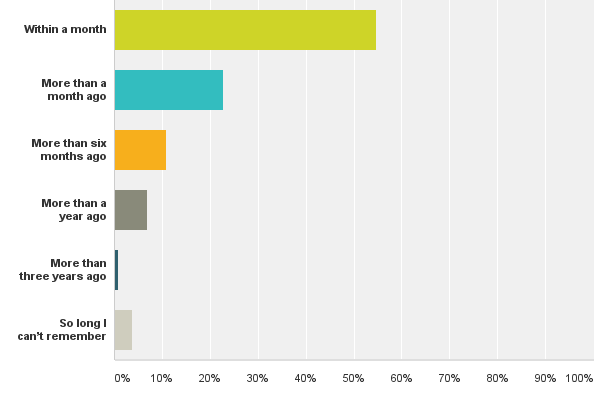 Within a month
More than a
month ago
More than six
months ago
More than a
year ago
More than
three years ago
So long I
can't remember
0% 10% 20% 30% 40% 50% 60% 70% 80% 90% 100%